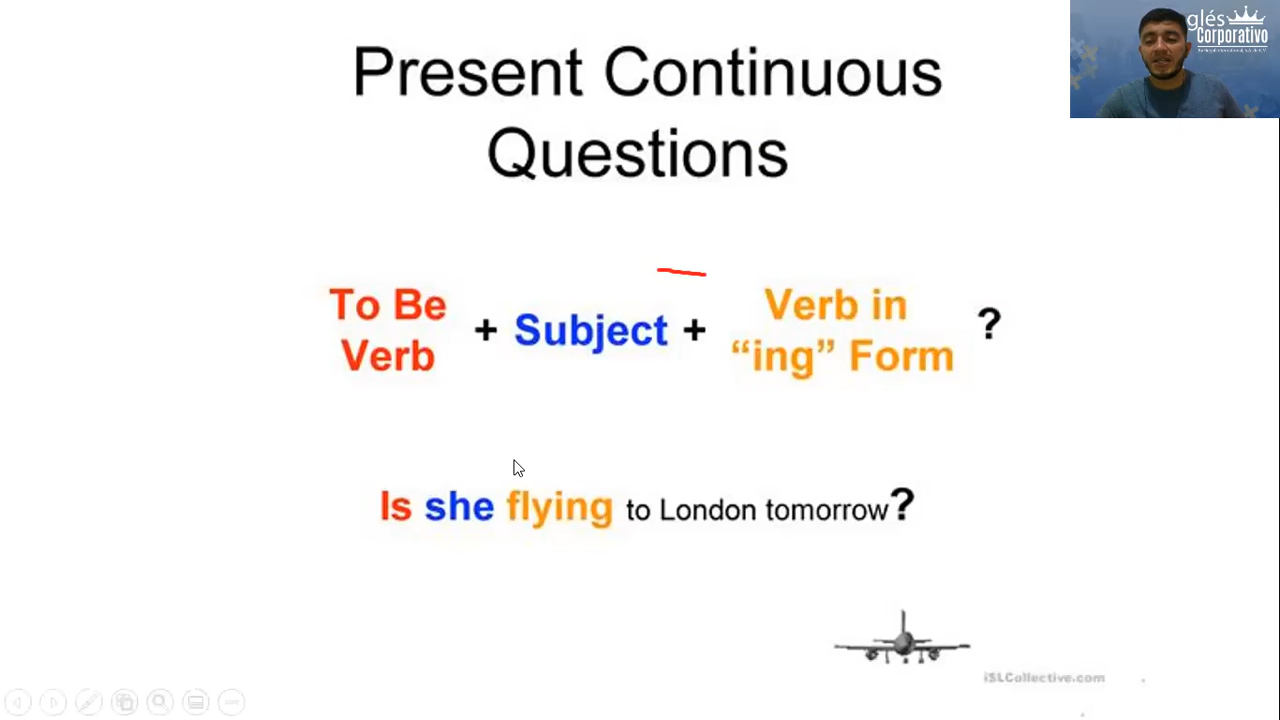 glés
Corporativo
Present Continuous
Questions
To Be
Verb
+ Subject +
Verb in
“ing” Form
?
Is she flying to London tomorrow?
iSLCollective.com